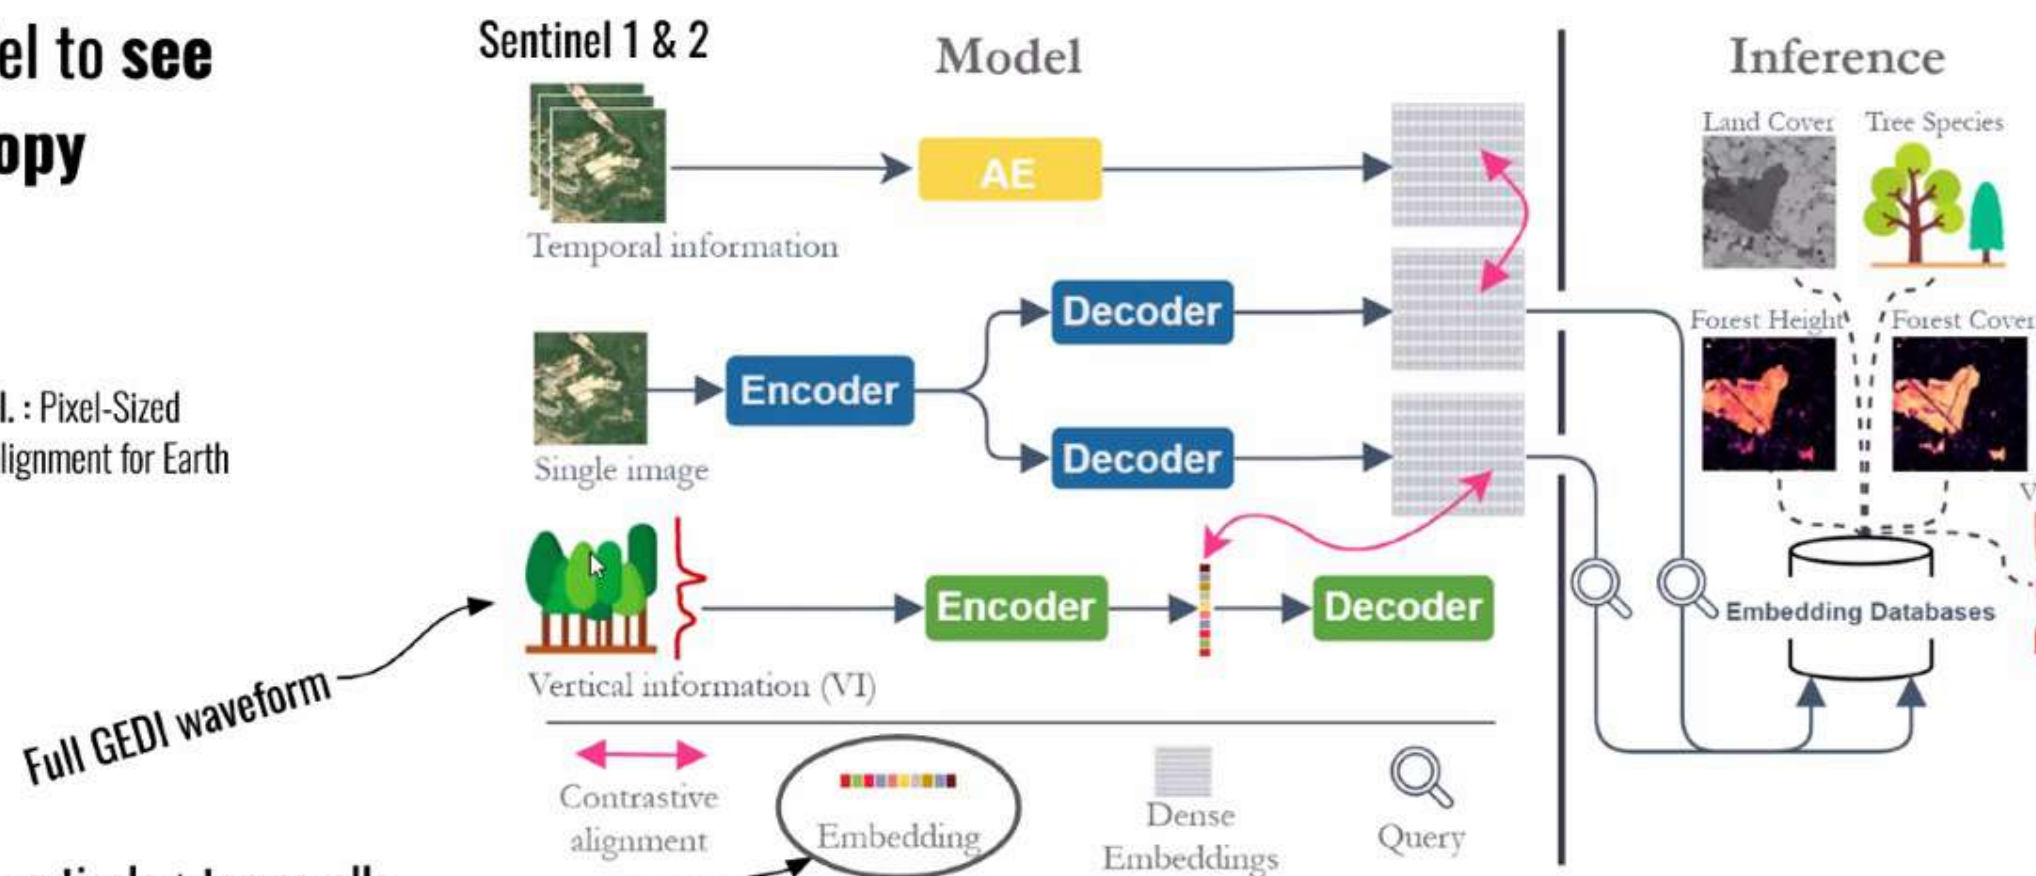 el to see
opy
l. : Pixel-Sized
lignment for Earth
Full GEDI waveform
Sentinel 1 & 2
Model
AE
Temporal information
Decoder
Encoder
Decoder
Single image
Encoder
Decoder
Vertical information (VI)
Contrastive
alignment
Embedding
Dense
Embeddings
Query
Inference
Land Cover
Tree Species
Forest Height
Forest Cover
Embedding Databases